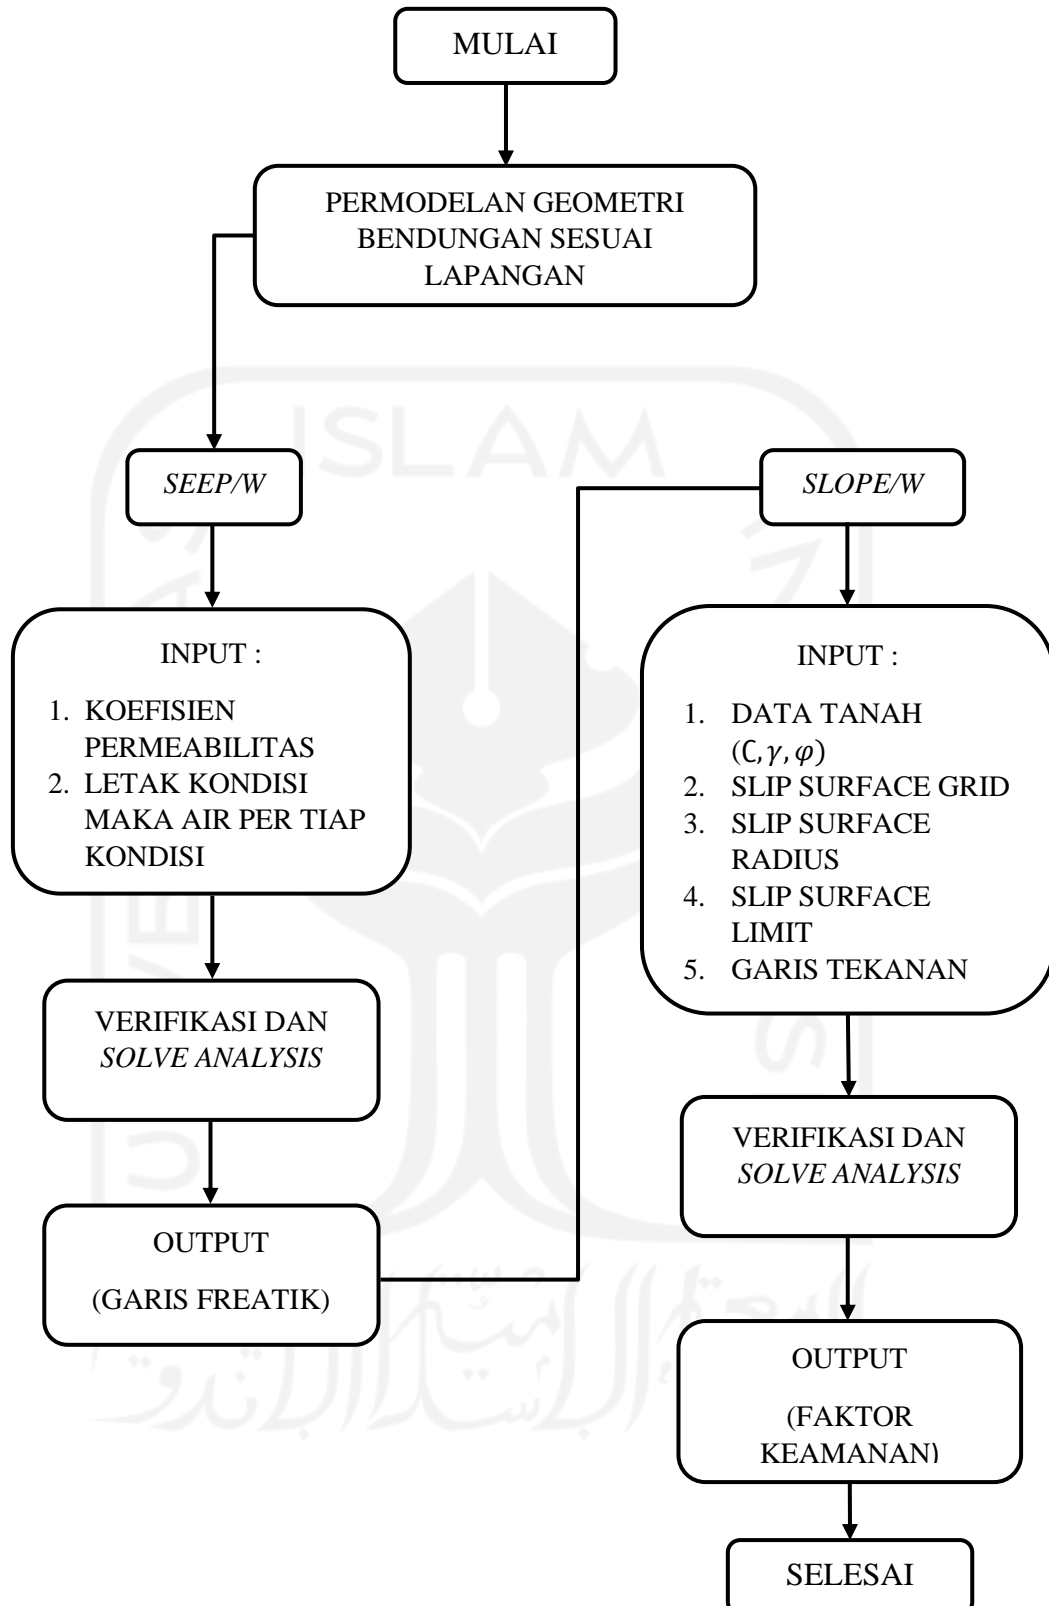 MULAI
PERMODELAN GEOMETRI
BENDUNGAN SESUAI
LAPANGAN
SEEP/W
INPUT :
1. KOEFISIEN
PERMEABILITAS
2. LETAK KONDISI
MAKA AIR PER TIAP
KONDISI
VERIFIKASI DAN
SOLVE ANALYSIS
OUTPUT
(GARIS FREATIK)
SLOPE/W
INPUT :
1. DATA TANAH
(C, γ, φ)
2. SLIP SURFACE GRID
3. SLIP SURFACE
RADIUS
4. SLIP SURFACE
LIMIT
5. GARIS TEKANAN
VERIFIKASI DAN
SOLVE ANALYSIS
OUTPUT
(FAKTOR
KEAMANAN)
SELESAI
ISLAM